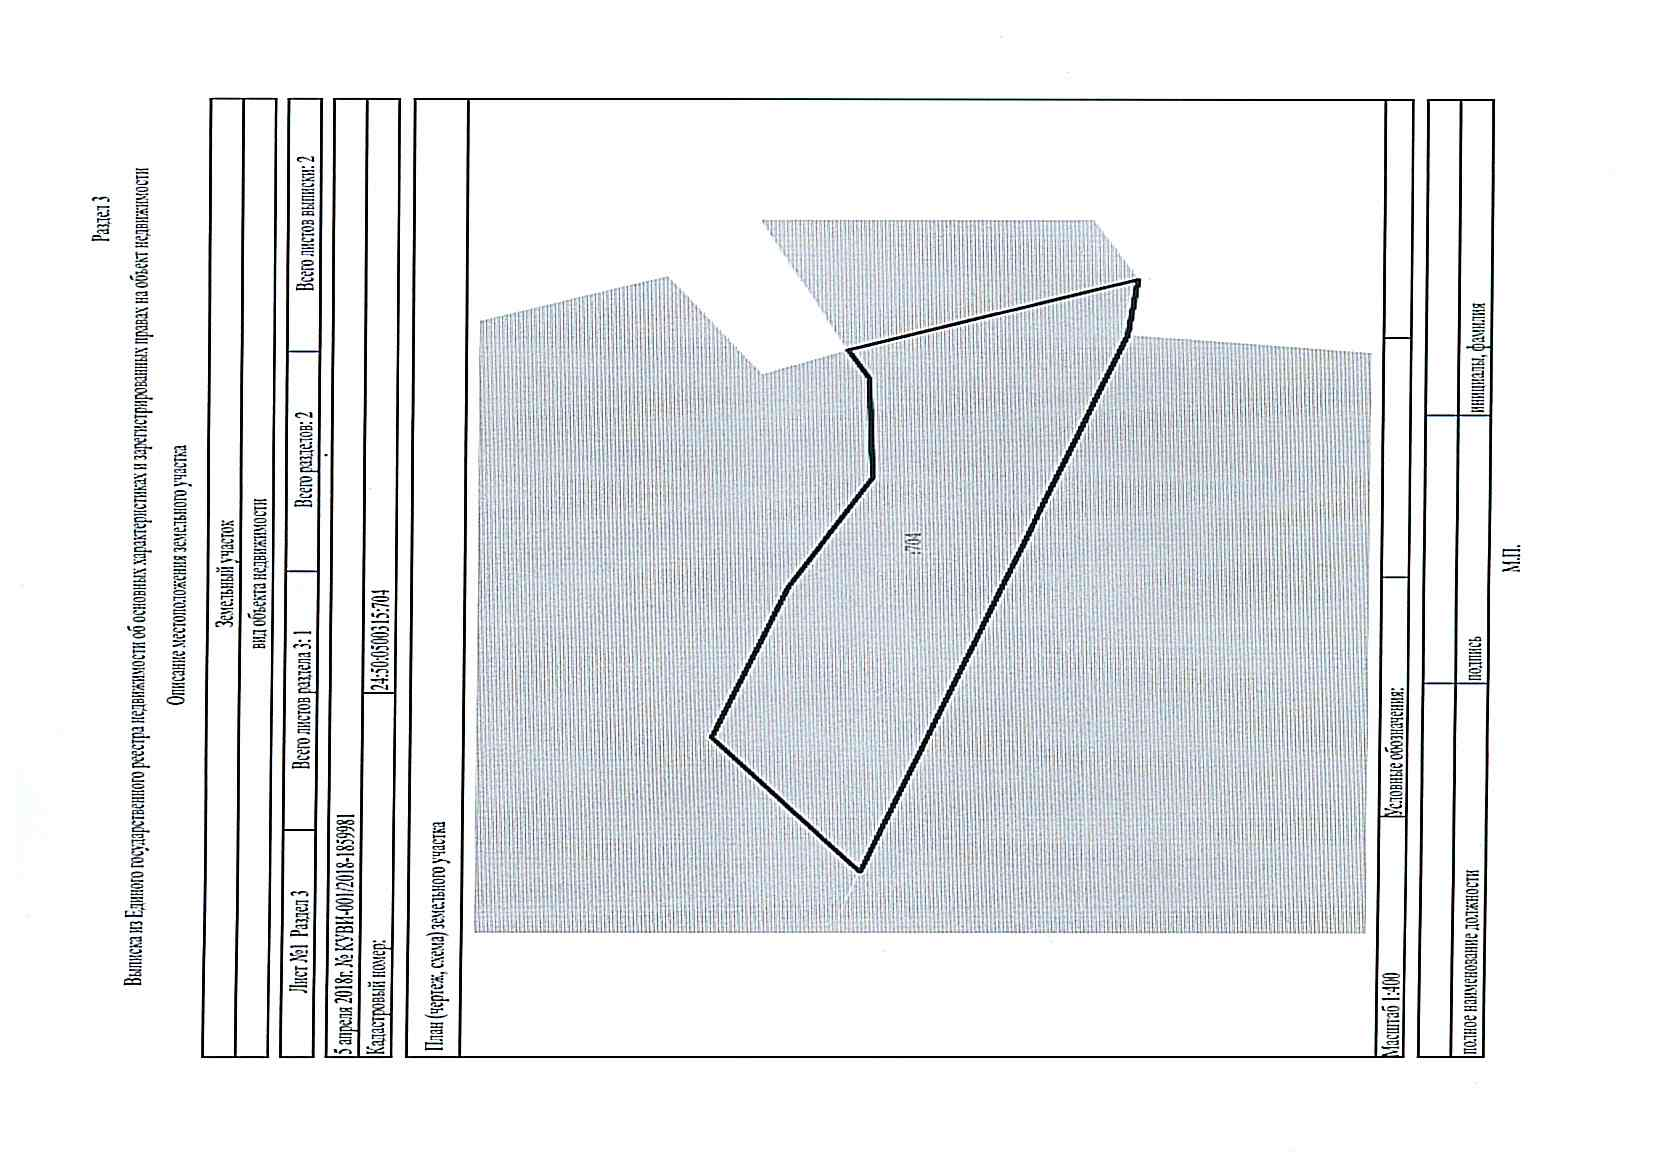 Раздел 3
Выписка из Единого государственного реестра недвижимости об основных характеристиках и зарегистрированных правах на объект недвижимости
Описание местоположения земельного участка
Земельный участок
вид объекта недвижимости
Лист №1 Раздел 3
Всего листов раздела 3: 1
Всего разделов: 2
Всего листов выписки: 2
5 апреля 2018г. № КУВИ-001/2018-1859981
Кадастровый номер:
24:50:0500315:704
План (чертеж, схема) земельного участка
:704
Масштаб 1:400
Условные обозначения:
полное наименование должности
подпись
инициалы, фамилия
М.П.